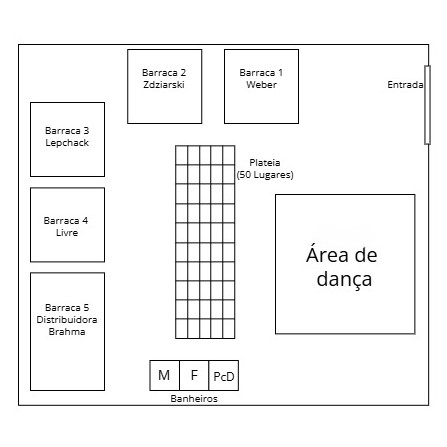 Barraca 2
Zdziarski
Barraca 1
Weber
Entrada
Barraca 3
Lepchack
Plateia
(50 Lugares)
Barraca 4
Livre
Área de
dança
Barraca 5
Distribuidora
Brahma
M
F
PcD
Banheiros